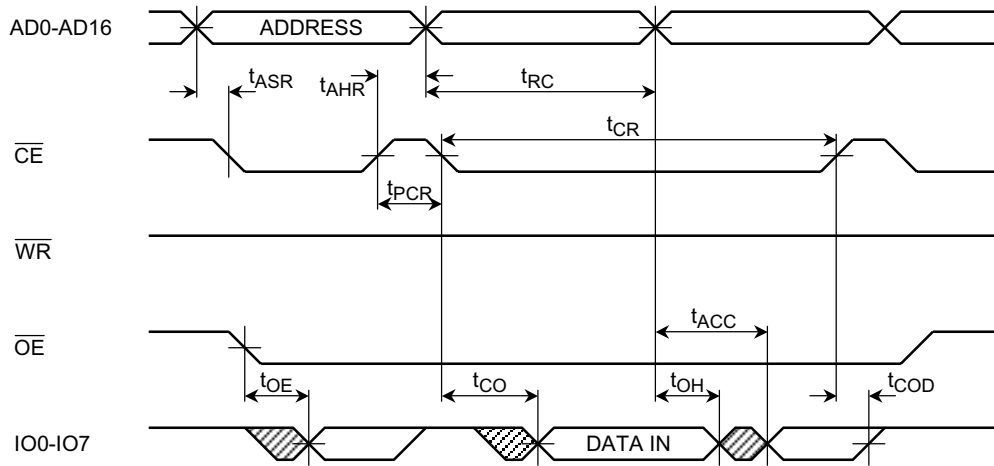 AD0-AD16
ADDRESS
tASR
tAHR
tRC
CE
tCR
tPCR
WR
OE
tACC
tOE
tCO
tOH
tCOD
IO0-IO7
DATA IN